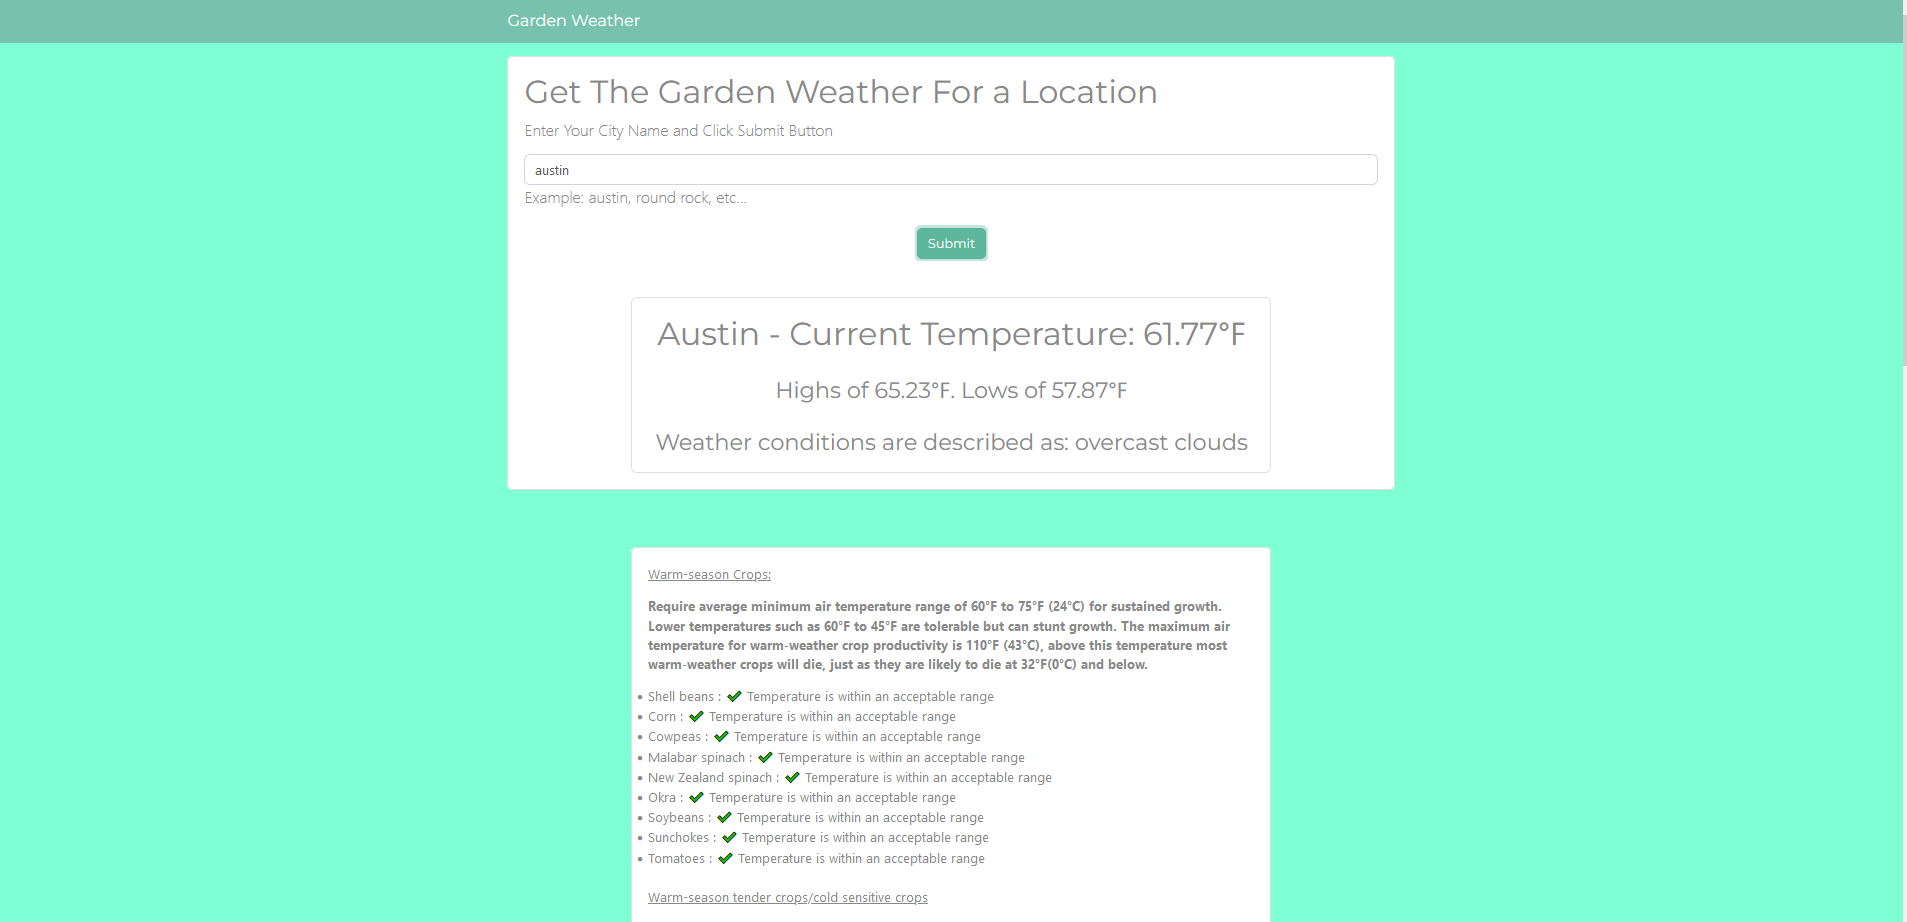 Garden Weather
Get The Garden Weather For a Location
Enter Your City Name and Click Submit Button
austin
Example: austin, round rock, etc...
Submit
Austin - Current Temperature: 61.77°F
Highs of 65.23°F. Lows of 57.87°F
Weather conditions are described as: overcast clouds
Warm-season Crops:
Require average minimum air temperature range of 60°F to 75°F (24°C) for sustained growth.
Lower temperatures such as 60°F to 45°F are tolerable but can stunt growth. The maximum air
temperature for warm-weather crop productivity is 110°F (43°C), above this temperature most
warm-weather crops will die, just as they are likely to die at 32°F(0°C) and below.
• Shell beans : ✔ Temperature is within an acceptable range
• Corn : ✔ Temperature is within an acceptable range
• Cowpeas : ✔ Temperature is within an acceptable range
• Malabar spinach : ✔ Temperature is within an acceptable range
• New Zealand spinach : ✔ Temperature is within an acceptable range
• Okra : ✔ Temperature is within an acceptable range
• Soybeans : ✔ Temperature is within an acceptable range
• Sunchokes : ✔ Temperature is within an acceptable range
• Tomatoes : ✔ Temperature is within an acceptable range
Warm-season tender crops/cold sensitive crops